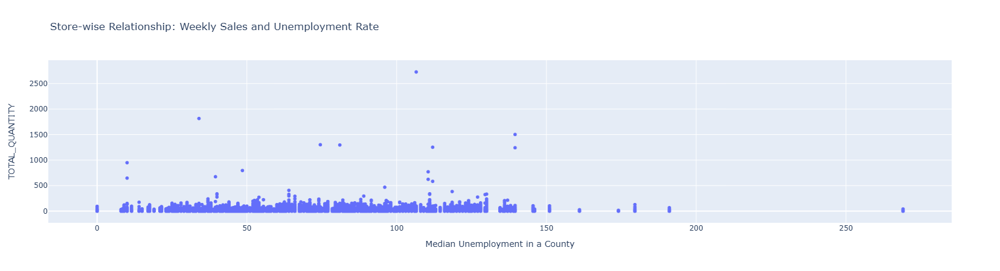 Store-wise Relationship: Weekly Sales and Unemployment Rate
TOTAL_QUANTITY
2500
2000
1500
1000
500
0
0 50 100 150 200 250
Median Unemployment in a County